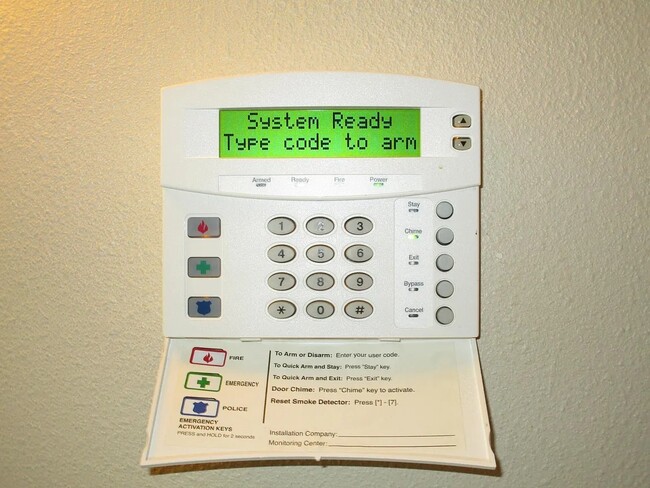 System Ready
Type code to arm
Armed Ready Fire Power
Stay
1 2 3
Chime
4 5 6
Exit
7 8 9
Bypass
* 0 #
Cancel
FIRE
EMERGENCY
POLICE
EMERGENCY
ACTIVATION KEYS
PRESS and HOLD for 2 seconds
To Arm or Disarm: Enter your user code.
To Quick Arm and Stay: Press "Stay" key.
To Quick Arm and Exit: Press "Exit" key.
Door Chime: Press "Chime" key to activate.
Reset Smoke Detector: Press [*] - [7].
Installation Company:
Monitoring Center: